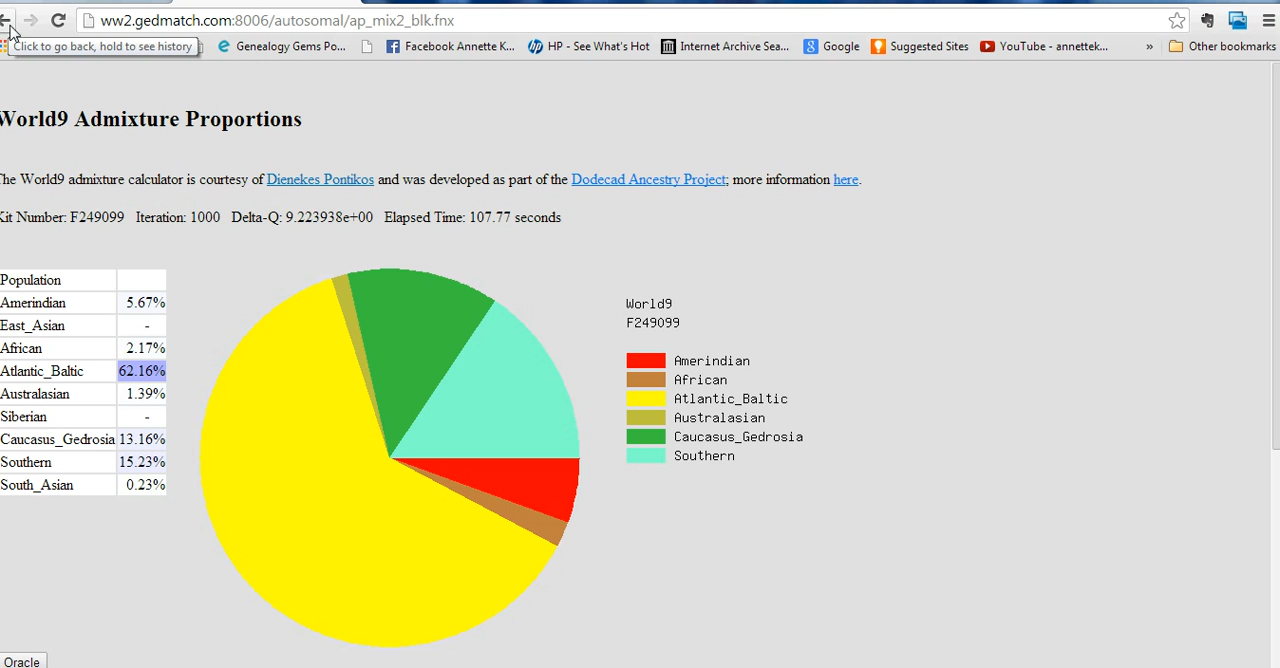 ww2.gedmatch.com:8006/autosomal/ap_mix2_blk.fnx
Click to go back, hold to see history
Genealogy Gems Po... Facebook Annette K... HP - See What's Hot Internet Archive Sea... Google Suggested Sites YouTube - annettek... » Other bookmarks
World9 Admixture Proportions
The World9 admixture calculator is courtesy of Dienekes Pontikos and was developed as part of the Dodecad Ancestry Project; more information here.
Kit Number: F249099 Iteration: 1000 Delta-Q: 9.223938e+00 Elapsed Time: 107.77 seconds
Population
Amerindian 5.67%
East_Asian -
African 2.17%
Atlantic_Baltic 62.16%
Australasian 1.39%
Siberian -
Caucasus_Gedrosia 13.16%
Southern 15.23%
South_Asian 0.23%
World9
F249099
Amerindian
African
Atlantic_Baltic
Australasian
Caucasus_Gedrosia
Southern
Oracle